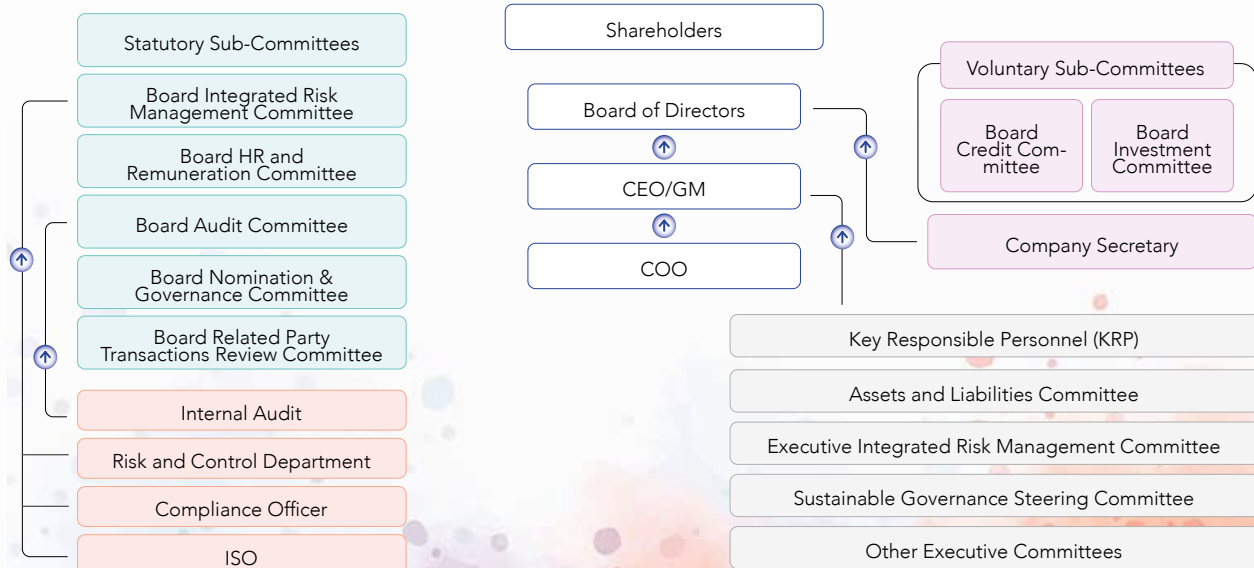 Statutory Sub-Committees
Board Integrated Risk
Management Committee
Board HR and
Remuneration Committee
Board Audit Committee
Board Nomination &
Governance Committee
Board Related Party
Transactions Review Committee
Internal Audit
Risk and Control Department
Compliance Officer
ISO
Shareholders
Board of Directors
CEO/GM
COO
Voluntary Sub-Committees
Board
Credit Com-
mittee
Board
Investment
Committee
Company Secretary
Key Responsible Personnel (KRP)
Assets and Liabilities Committee
Executive Integrated Risk Management Committee
Sustainable Governance Steering Committee
Other Executive Committees